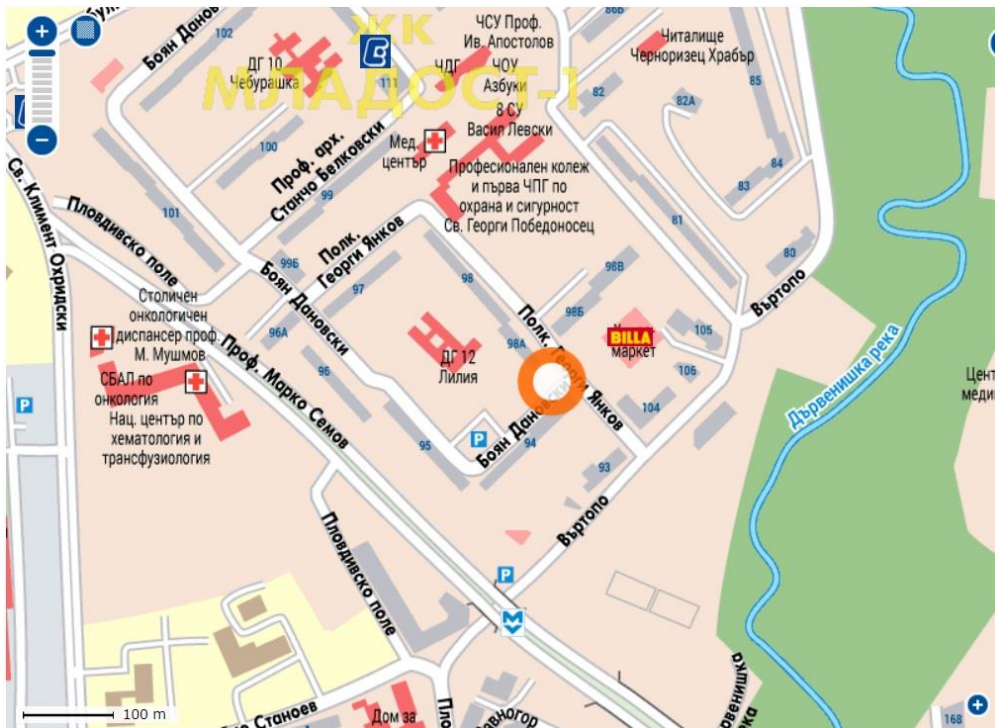 ЖК
МЛАДОСТ-1
Боян Дановски
102
ДГ 10
Чебурашка
111
ЧДГ
ЧСУ Проф.
Ив. Апостолов
ЧОУ
Азбуки
8 СУ
Васил Левски
Читалище
Черноризец Храбър
86Б
85
82
82А
84
83
81
80
Мед.
център
Професионален колеж
и първа ЧПГ по
охрана и сигурност
Св. Георги Победоносец
100
99
101
Проф. арх.
Станчо Белковски
Св. Климент Охридски
Пловдивско поле
Полк.
Георги Янков
99Б
97
98
98В
98Б
98А
96А
96
95
94
93
Боян Дановски
Столичен
онкологичен
диспансер проф.
М. Мушмов
СБАЛ по
онкология
Нац. център по
хематология и
трансфузиология
Проф. Марко Семов
ДГ 12
Лилия
Полк. Георги Янков
BILLA
маркет
105
106
104
Въртопо
Дървенишка река
Боян Дановски
P
P
P
Въртопо
Пловдивско поле
Дом за
168
100 m